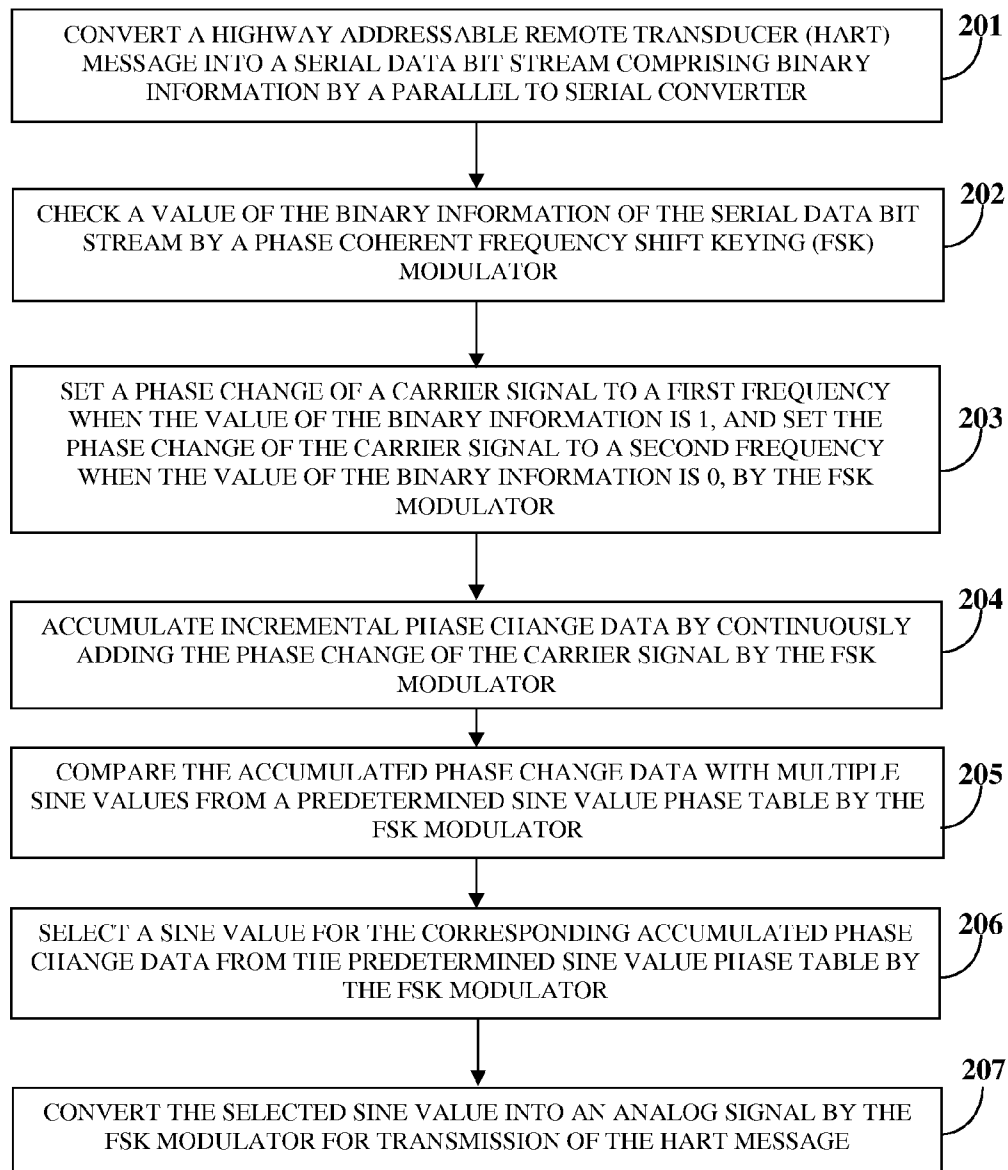 CONVERT A HIGHWAY ADDRESSABLE REMOTE TRANSDUCER (HART)
MESSAGE INTO A SERIAL DATA BIT STREAM COMPRISING BINARY
INFORMATION BY A PARALLEL TO SERIAL CONVERTER
201
CHECK A VALUE OF THE BINARY INFORMATION OF THE SERIAL DATA BIT
STREAM BY A PHASE COHERENT FREQUENCY SHIFT KEYING (FSK)
MODULATOR
202
SET A PHASE CHANGE OF A CARRIER SIGNAL TO A FIRST FREQUENCY
WHEN THE VALUE OF THE BINARY INFORMATION IS 1, AND SET THE
PHASE CHANGE OF THE CARRIER SIGNAL TO A SECOND FREQUENCY
WHEN THE VALUE OF THE BINARY INFORMATION IS 0, BY THE FSK
MODULATOR
203
ACCUMULATE INCREMENTAL PHASE CHANGE DATA BY CONTINUOUSLY
ADDING THE PHASE CHANGE OF THE CARRIER SIGNAL BY THE FSK
MODULATOR
204
COMPARE THE ACCUMULATED PHASE CHANGE DATA WITH MULTIPLE
SINE VALUES FROM A PREDETERMINED SINE VALUE PHASE TABLE BY THE
FSK MODULATOR
205
SELECT A SINE VALUE FOR THE CORRESPONDING ACCUMULATED PHASE
CHANGE DATA FROM THE PREDETERMINED SINE VALUE PHASE TABLE BY
THE FSK MODULATOR
206
CONVERT THE SELECTED SINE VALUE INTO AN ANALOG SIGNAL BY THE
FSK MODULATOR FOR TRANSMISSION OF THE HART MESSAGE
207